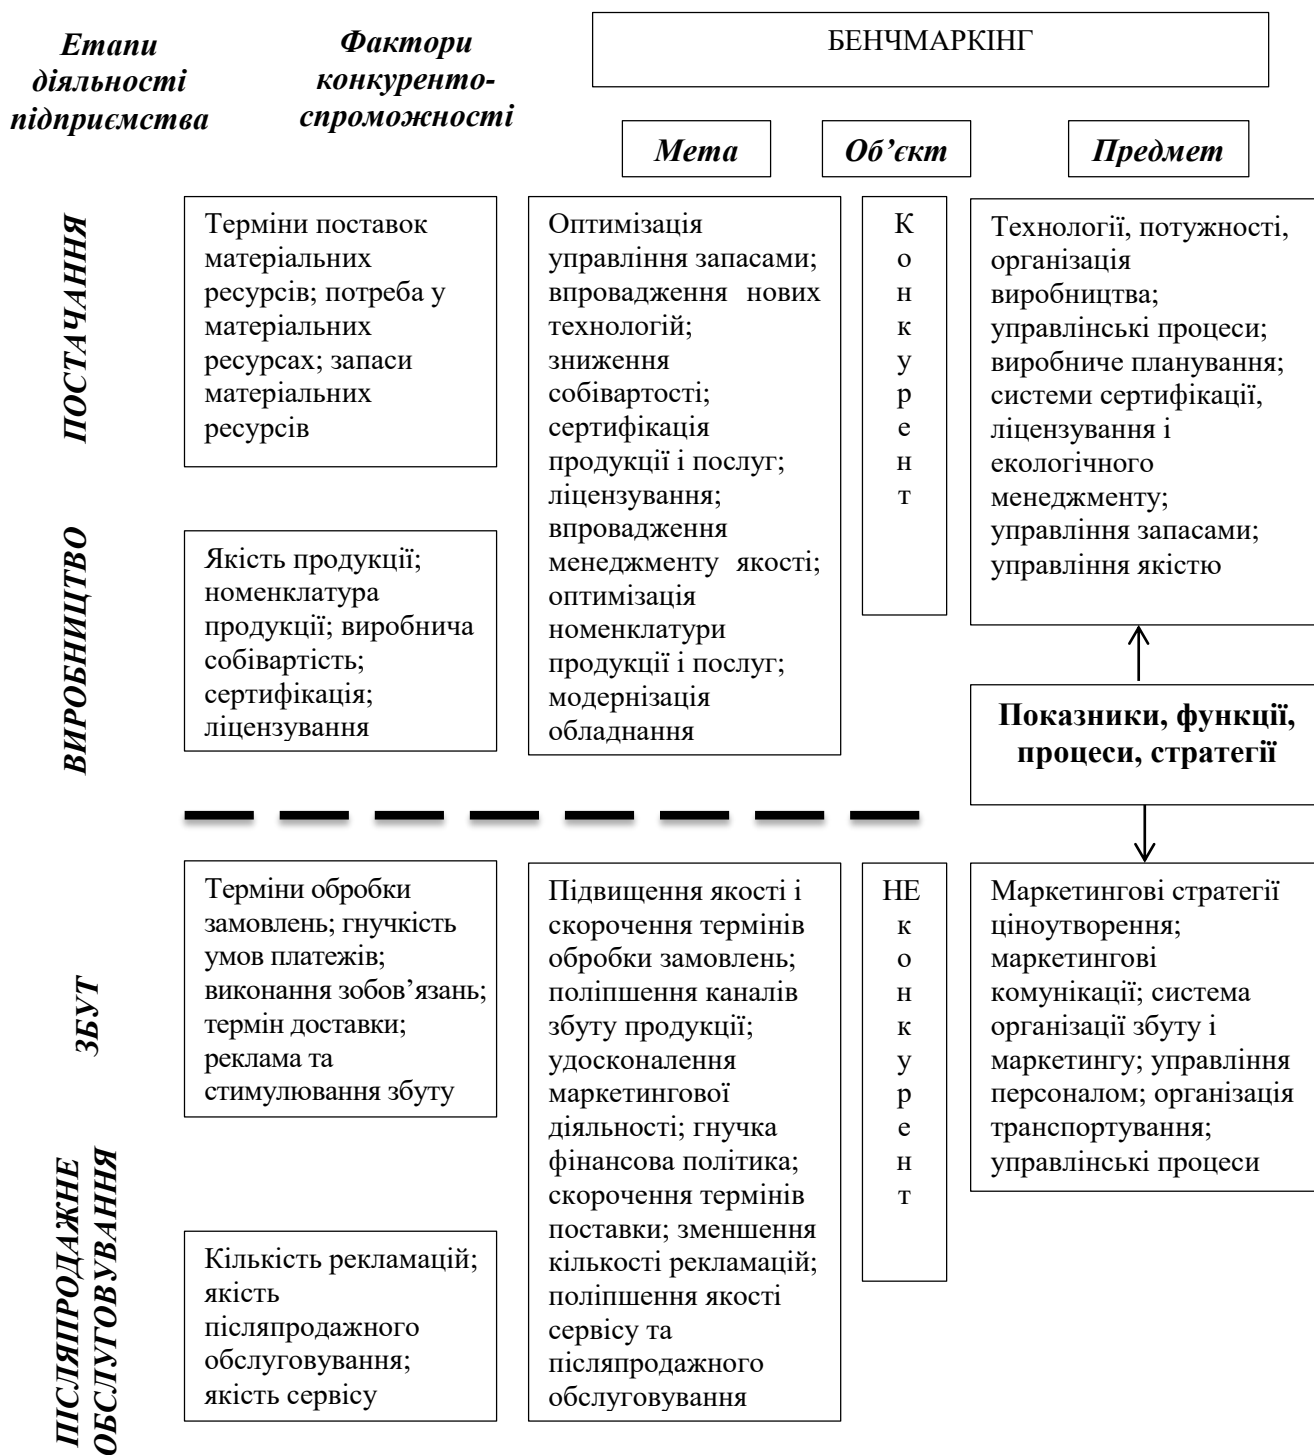 Етапи
діяльності
підприємства
Фактори
конкуренто-
спроможності
БЕНЧМАРКІНГ
Мета
Об’єкт
Предмет
ПОСТАЧАННЯ
Терміни поставок
матеріальних
ресурсів; потреба у
матеріальних
ресурсах; запаси
матеріальних
ресурсів
Оптимізація
управління запасами;
впровадження нових
технологій;
зниження
собівартості;
сертифікація
продукції і послуг;
ліцензування;
впровадження
менеджменту якості;
оптимізація
номенклатури
продукції і послуг;
модернізація
обладнання
К
о
н
к
у
р
е
н
т
Технології, потужності,
організація
виробництва;
управлінські процеси;
виробниче планування;
системи сертифікації,
ліцензування і
екологічного
менеджменту;
управління запасами;
управління якістю
ВИРОБНИЦТВО
Якість продукції;
номенклатура
продукції; виробнича
собівартість;
сертифікація;
ліцензування
Показники, функції,
процеси, стратегії
ЗБУТ
Терміни обробки
замовлень; гнучкість
умов платежів;
виконання зобов’язань;
термін доставки;
реклама та
стимулювання збуту
Підвищення якості і
скорочення термінів
обробки замовлень;
поліпшення каналів
збуту продукції;
удосконалення
маркетингової
діяльності; гнучка
фінансова політика;
скорочення термінів
поставки; зменшення
кількості рекламацій;
поліпшення якості
сервісу та
післяпродажного
обслуговування
НЕ
к
о
н
к
у
р
е
н
т
Маркетингові стратегії
ціноутворення;
маркетингові
комунікації; система
організації збуту і
маркетингу; управління
персоналом; організація
транспортування;
управлінські процеси
ПІСЛЯПРОДАЖНЕ
ОБСЛУГОВУВАННЯ
Кількість рекламацій;
якість
післяпродажного
обслуговування;
якість сервісу